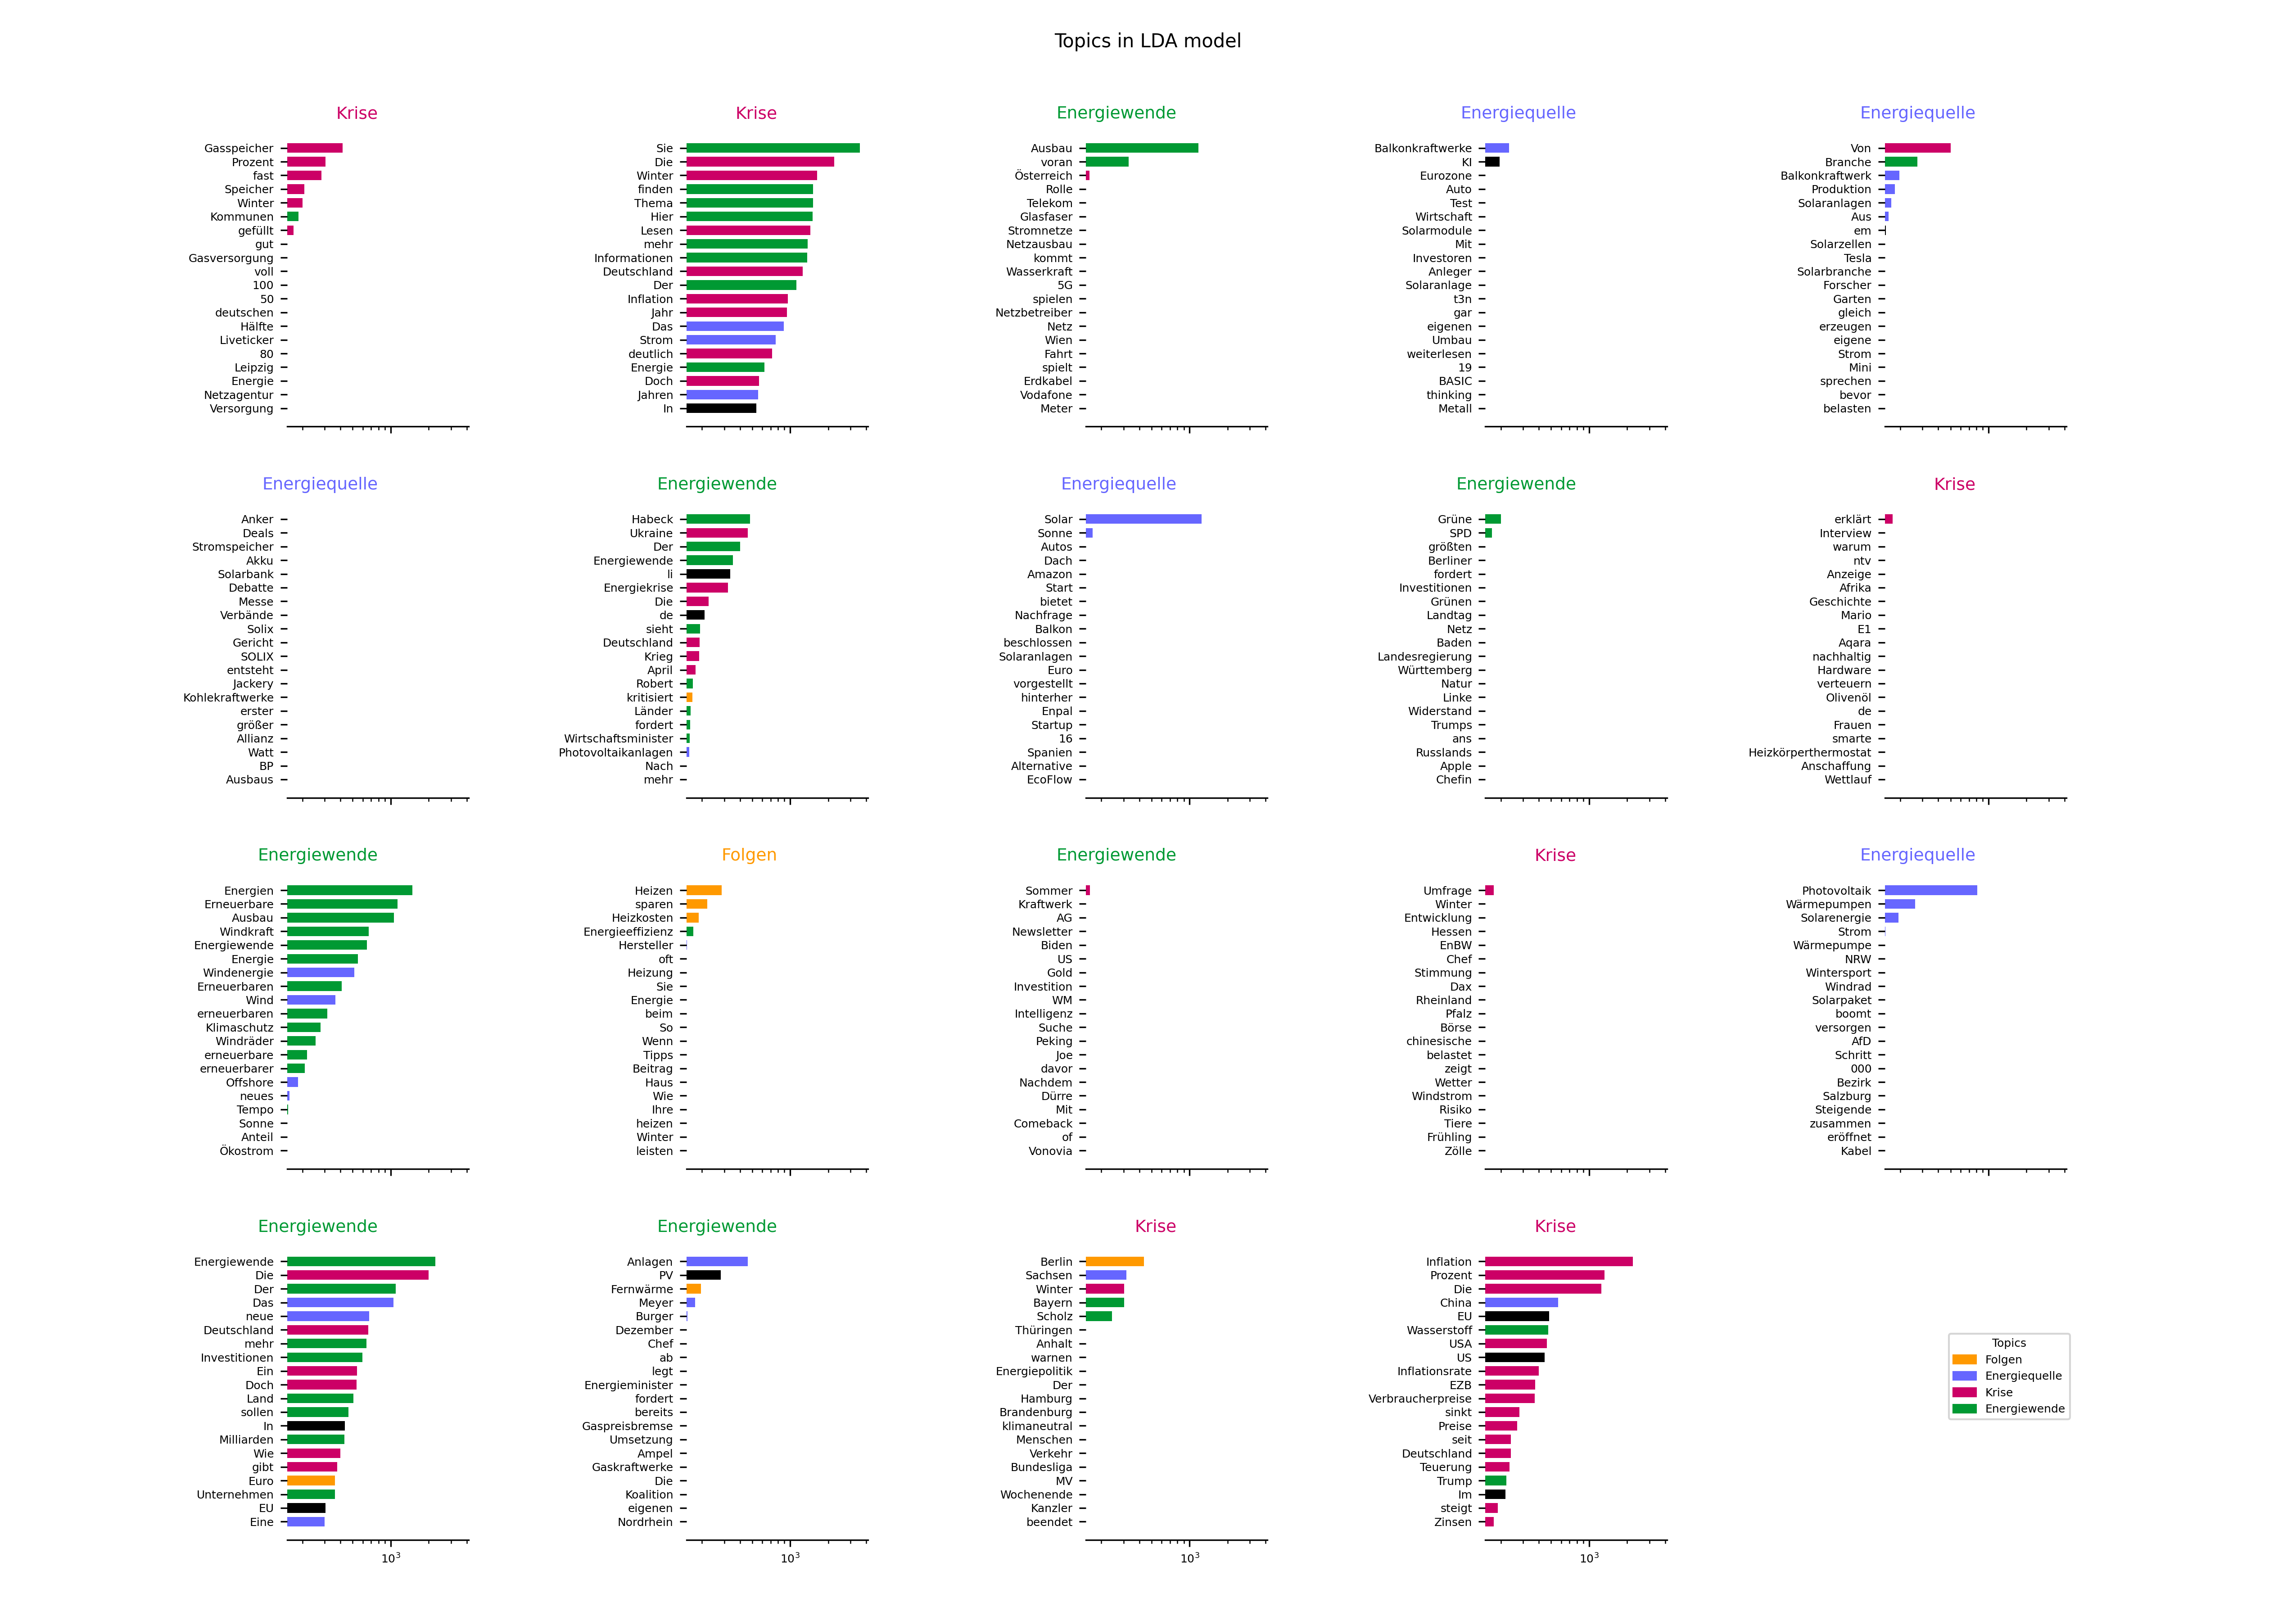 Topics in LDA model
Krise
Gasspeicher
Prozent
fast
Speicher
Winter
Kommunen
gefüllt
gut
Gasversorgung
voll
100
50
deutschen
Hälfte
Liveticker
80
Leipzig
Energie
Netzagentur
Versorgung
Krise
Sie
Die
Winter
finden
Thema
Hier
Lesen
mehr
Informationen
Deutschland
Der
Inflation
Jahr
Das
Strom
deutlich
Energie
Doch
Jahren
In
Energiewende
Ausbau
voran
Österreich
Rolle
Telekom
Glasfaser
Stromnetze
Netzausbau
kommt
Wasserkraft
5G
spielen
Netzbetreiber
Netz
Wien
Fahrt
spielt
Erdkabel
Vodafone
Meter
Energiequelle
Balkonkraftwerke
KI
Eurozone
Auto
Test
Wirtschaft
Solarmodule
Mit
Investoren
Anleger
Solaranlage
t3n
gar
eigenen
Umbau
weiterlesen
19
BASIC
thinking
Metall
Energiequelle
Von
Branche
Balkonkraftwerk
Produktion
Solaranlagen
Aus
em
Solarzellen
Tesla
Solarbranche
Forscher
Garten
gleich
erzeugen
eigene
Strom
Mini
sprechen
bevor
belasten
Energiequelle
Anker
Deals
Stromspeicher
Akku
Solarbank
Debatte
Messe
Verbände
Solix
Gericht
SOLIX
entsteht
Jackery
Kohlekraftwerke
erster
größer
Allianz
Watt
BP
Ausbaus
Energiewende
Habeck
Ukraine
Der
Energiewende
li
Energiekrise
Die
de
sieht
Deutschland
Krieg
April
Robert
kritisiert
Länder
fordert
Wirtschaftsminister
Photovoltaikanlagen
Nach
mehr
Energiequelle
Solar
Sonne
Autos
Dach
Amazon
Start
bietet
Nachfrage
Balkon
beschlossen
Solaranlagen
Euro
vorgestellt
hinterher
Enpal
Startup
16
Spanien
Alternative
EcoFlow
Energiewende
Grüne
SPD
größten
Berliner
fordert
Investitionen
Grünen
Landtag
Netz
Baden
Landesregierung
Württemberg
Natur
Linke
Widerstand
Trumps
ans
Russlands
Apple
Chefin
Krise
erklärt
Interview
warum
ntv
Anzeige
Afrika
Geschichte
Mario
E1
Aqara
nachhaltig
Hardware
verteuern
Olivenöl
de
Frauen
smarte
Heizkörperthermostat
Anschaffung
Wettlauf
Energiewende
Energien
Erneuerbare
Ausbau
Windkraft
Energiewende
Energie
Windenergie
Erneuerbaren
Wind
erneuerbaren
Klimaschutz
Windräder
erneuerbare
erneuerbarer
Offshore
neues
Tempo
Sonne
Anteil
Ökostrom
Folgen
Heizen
sparen
Heizkosten
Energieeffizienz
Hersteller
oft
Heizung
Sie
Energie
beim
So
Wenn
Tipps
Beitrag
Haus
Wie
Ihre
heizen
Winter
leisten
Energiewende
Sommer
Kraftwerk
AG
Newsletter
Biden
US
Gold
Investition
WM
Intelligenz
Suche
Peking
Joe
davor
Nachdem
Dürre
Mit
Comeback
of
Vonovia
Krise
Umfrage
Winter
Entwicklung
Hessen
EnBW
Chef
Stimmung
Dax
Rheinland
Pfalz
Börse
chinesische
belastet
zeigt
Wetter
Windstrom
Risiko
Tiere
Frühling
Zölle
Energiequelle
Photovoltaik
Wärmepumpen
Solarenergie
Strom
Wärmepumpe
NRW
Wintersport
Windrad
Solarpaket
boomt
versorgen
AfD
Schritt
000
Bezirk
Salzburg
Steigende
zusammen
eröffnet
Kabel
Energiewende
Energiewende
Die
Der
Das
neue
Deutschland
mehr
Investitionen
Ein
Doch
Land
sollen
In
Milliarden
Wie
gibt
Euro
Unternehmen
EU
Eine
10³
Energiewende
Anlagen
PV
Fernwärme
Meyer
Burger
Dezember
Chef
ab
legt
Energieminister
fordert
bereits
Gaspreisbremse
Umsetzung
Ampel
Gaskraftwerke
Die
Koalition
eigenen
Nordrhein
10³
Krise
Berlin
Sachsen
Winter
Bayern
Scholz
Thüringen
Anhalt
warnen
Energiepolitik
Der
Hamburg
Brandenburg
klimaneutral
Menschen
Verkehr
Bundesliga
MV
Wochenende
Kanzler
beendet
10³
Krise
Inflation
Prozent
Die
China
EU
Wasserstoff
USA
US
Inflationsrate
EZB
Verbraucherpreise
sinkt
Preise
seit
Deutschland
Teuerung
Trump
Im
steigt
Zinsen
10³
Topics
Folgen
Energiequelle
Krise
Energiewende